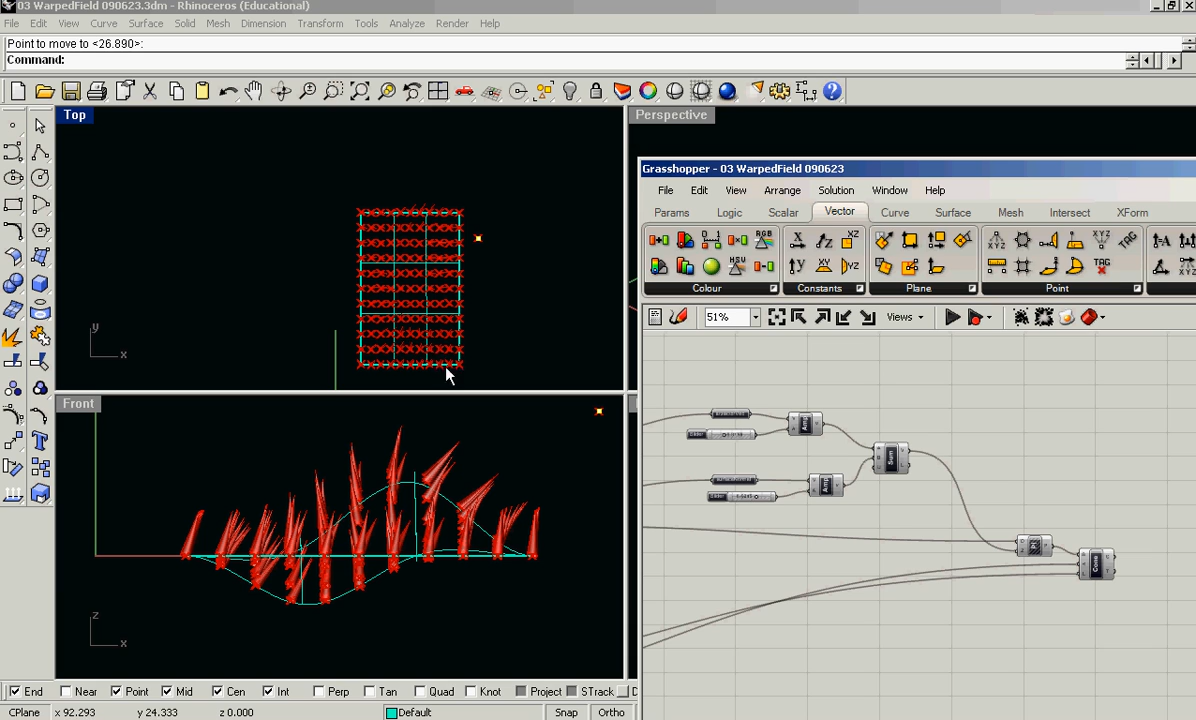 03 WarpedField 090623.3dm - Rhinoceros (Educational)
File Edit View Curve Surface Solid Mesh Dimension Transform Tools Analyze Render Help
Point to move to <26.890>:
Command:
Top
Perspective
Grasshopper - 03 WarpedField 090623
File Edit View Arrange Solution Window Help
Params Logic Scalar Vector Curve Surface Mesh Intersect XForm
Colour Constants Plane Point
51% Views
y
x
Front
Sum
Cone
z
x
End Near Point Mid Cen Int Perp Tan Quad Knot Project STrack
CPlane x 92.293 y 24.333 z 0.000 Default Snap Ortho